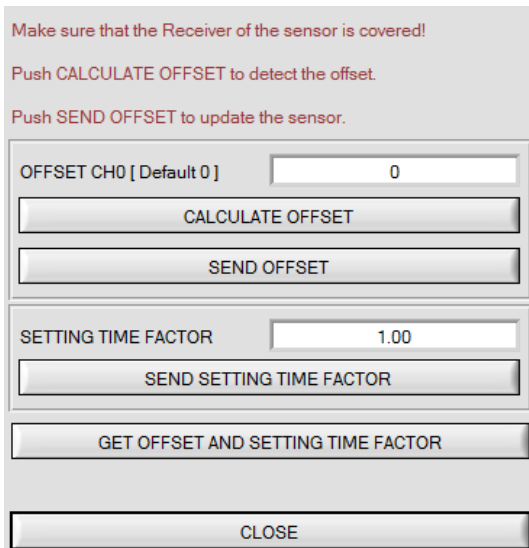 Make sure that the Receiver of the sensor is covered!
Push CALCULATE OFFSET to detect the offset.
Push SEND OFFSET to update the sensor.
OFFSET CH0 [ Default 0 ] 0
CALCULATE OFFSET
SEND OFFSET
SETTING TIME FACTOR 1.00
SEND SETTING TIME FACTOR
GET OFFSET AND SETTING TIME FACTOR
CLOSE